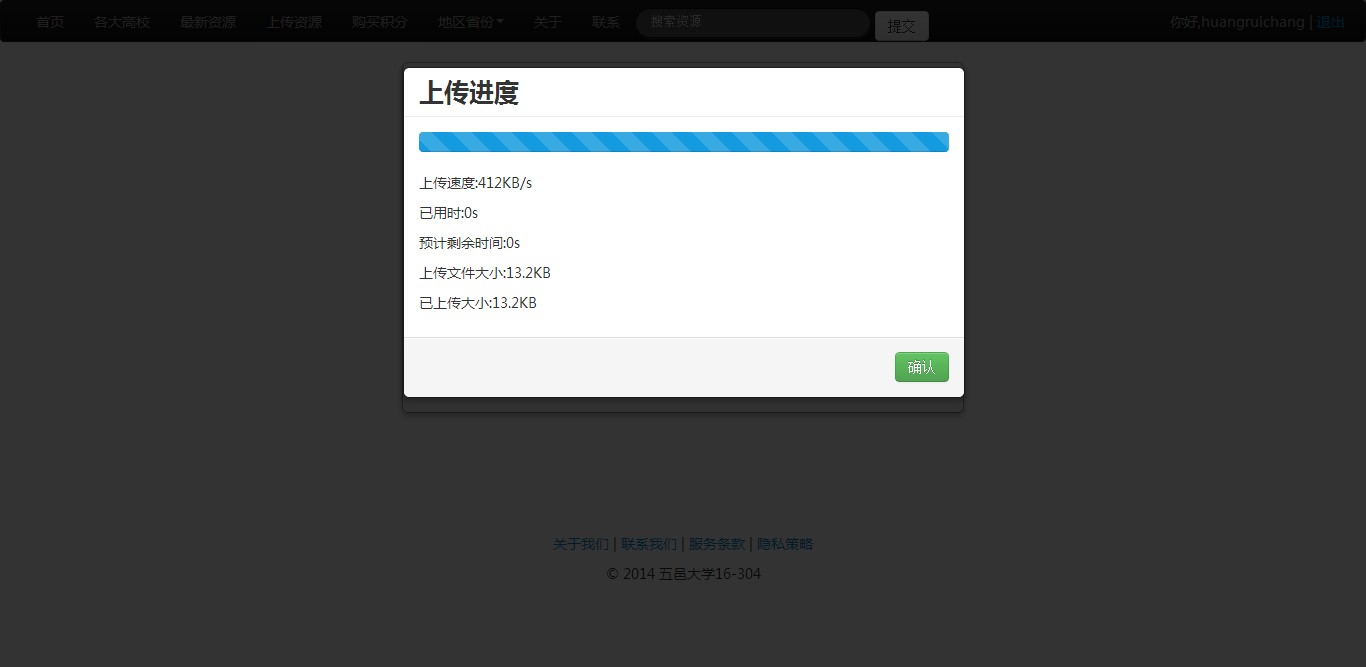 首页 各大高校 最新资源 上传资源 购买积分 地区省份 关于 联系 搜索资源 提交 你好,huangruichang | 退出
上传进度
上传速度:412KB/s
已用时:0s
预计剩余时间:0s
上传文件大小:13.2KB
已上传大小:13.2KB
确认
关于我们 | 联系我们 | 服务条款 | 隐私策略
© 2014 五邑大学16-304